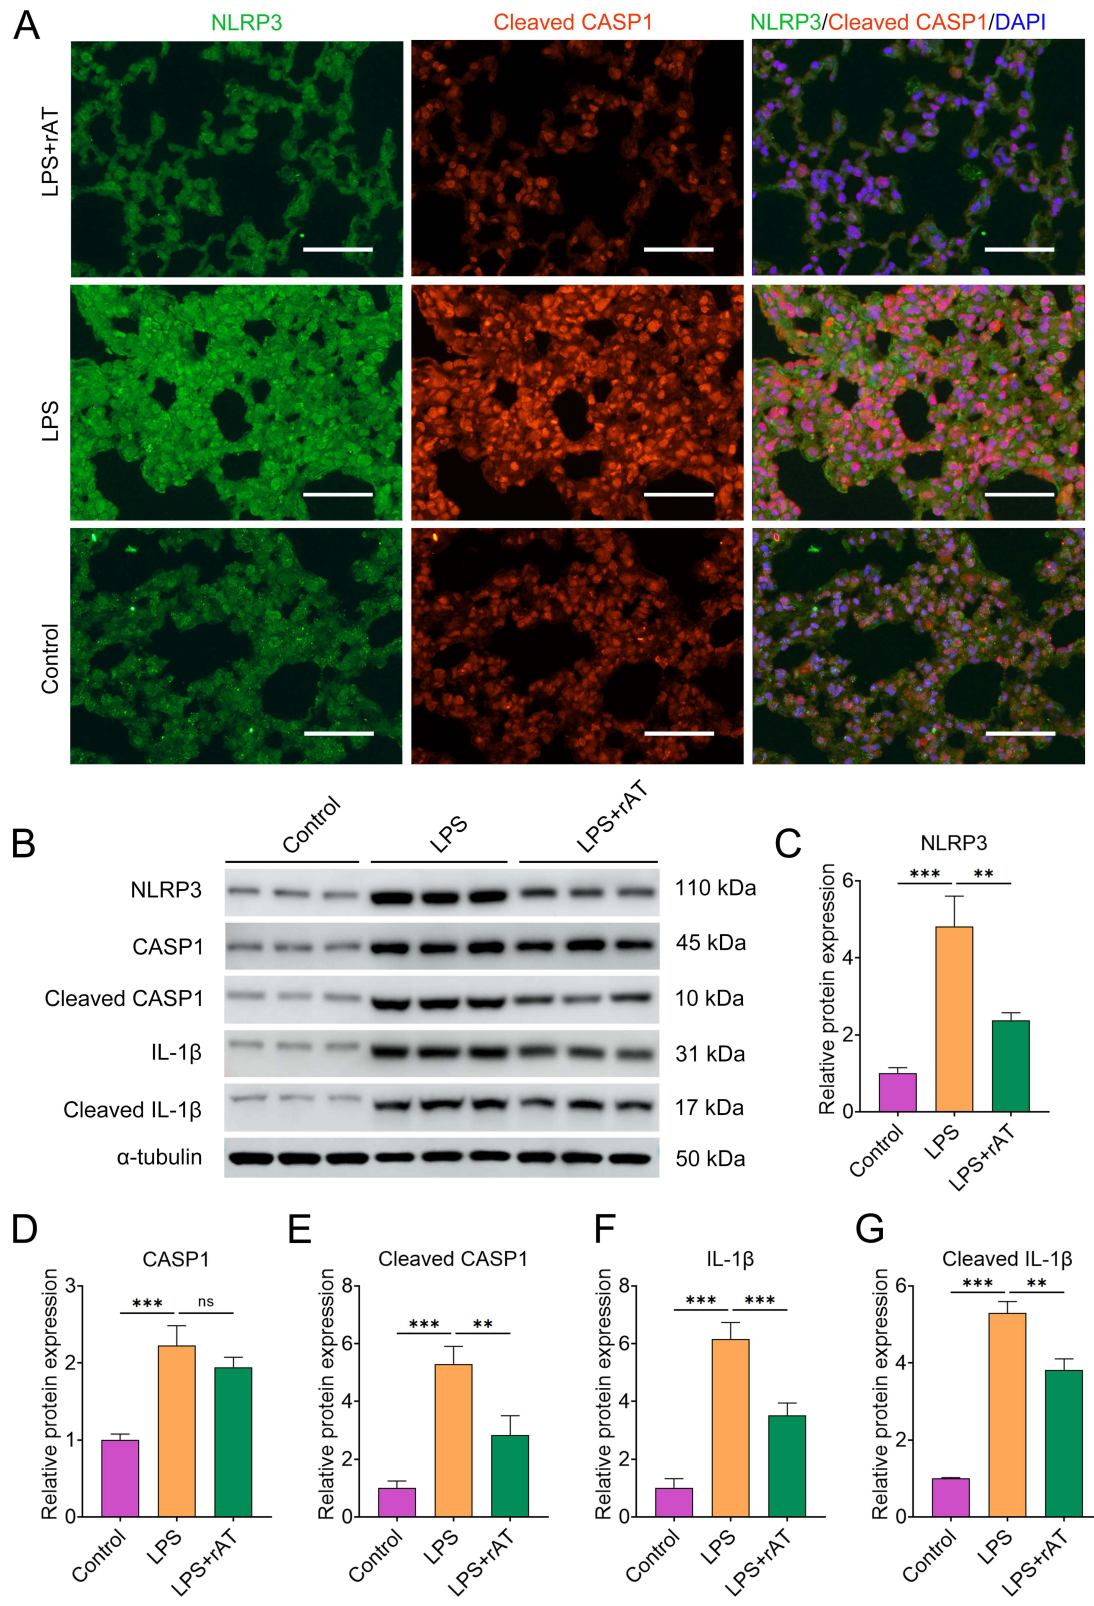 A
NLRP3
Cleaved CASP1
NLRP3/Cleaved CASP1/DAPI
LPS+rAT
LPS
Control
B
Control
LPS
LPS+rAT
NLRP3
110 kDa
CASP1
45 kDa
Cleaved CASP1
10 kDa
IL-1β
31 kDa
Cleaved IL-1β
17 kDa
α-tubulin
50 kDa
C
NLRP3
Relative protein expression
6
4
2
0
***
**
Control
LPS
LPS+rAT
D
CASP1
Relative protein expression
3
2
1
0
***
ns
Control
LPS
LPS+rAT
E
Cleaved CASP1
Relative protein expression
8
6
4
2
0
***
**
Control
LPS
LPS+rAT
F
IL-1β
Relative protein expression
8
6
4
2
0
***
***
Control
LPS
LPS+rAT
G
Cleaved IL-1β
Relative protein expression
6
4
2
0
***
**
Control
LPS
LPS+rAT